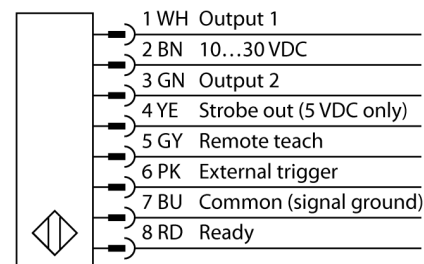 1 WH Output 1
2 BN 10...30 VDC
3 GN Output 2
4 YE Strobe out (5 VDC only)
5 GY Remote teach
6 PK External trigger
7 BU Common (signal ground)
8 RD Ready